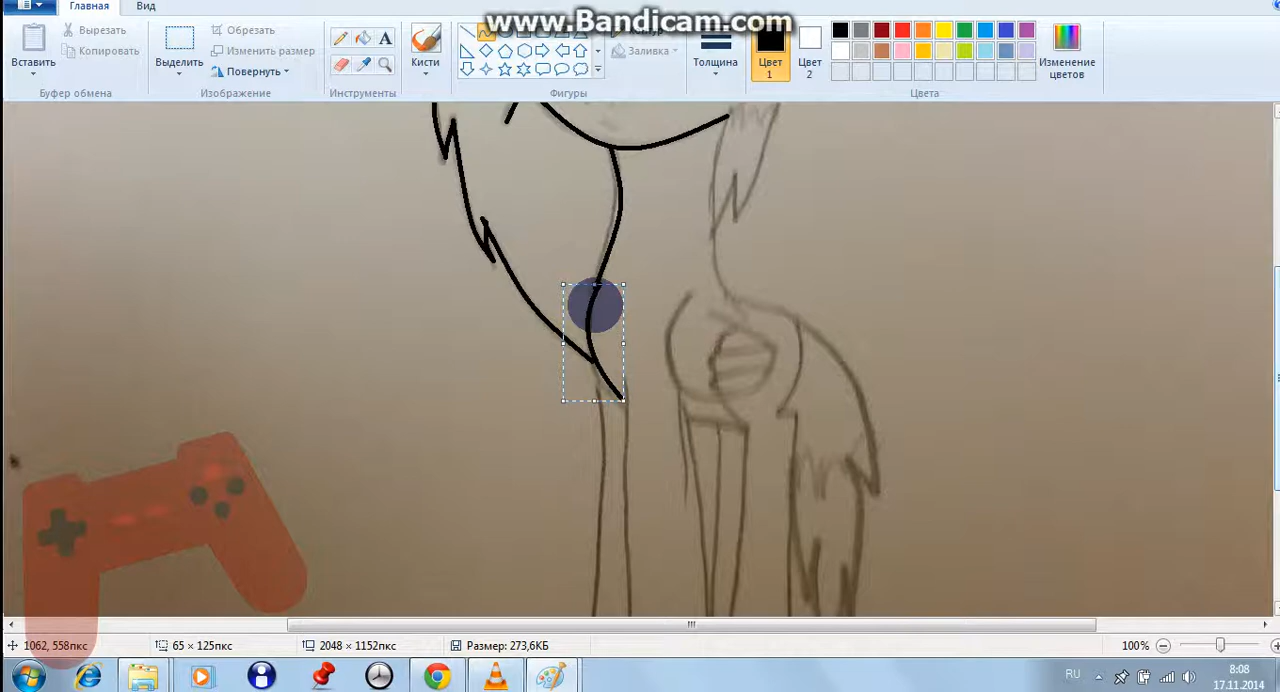 Главная Вид
www.Bandicam.com
Вырезать
Копировать
Вставить
Буфер обмена
Обрезать
Изменить размер
Повернуть
Выделить
Изображение
A
Инструменты
Кисти
Контур
Заливка
Фигуры
Толщина
Цвет 1
Цвет 2
Изменение цветов
Цвета
1062, 558пкс
65 × 125пкс
2048 × 1152пкс
Размер: 273,6КБ
100%
RU
8:08
17.11.2014